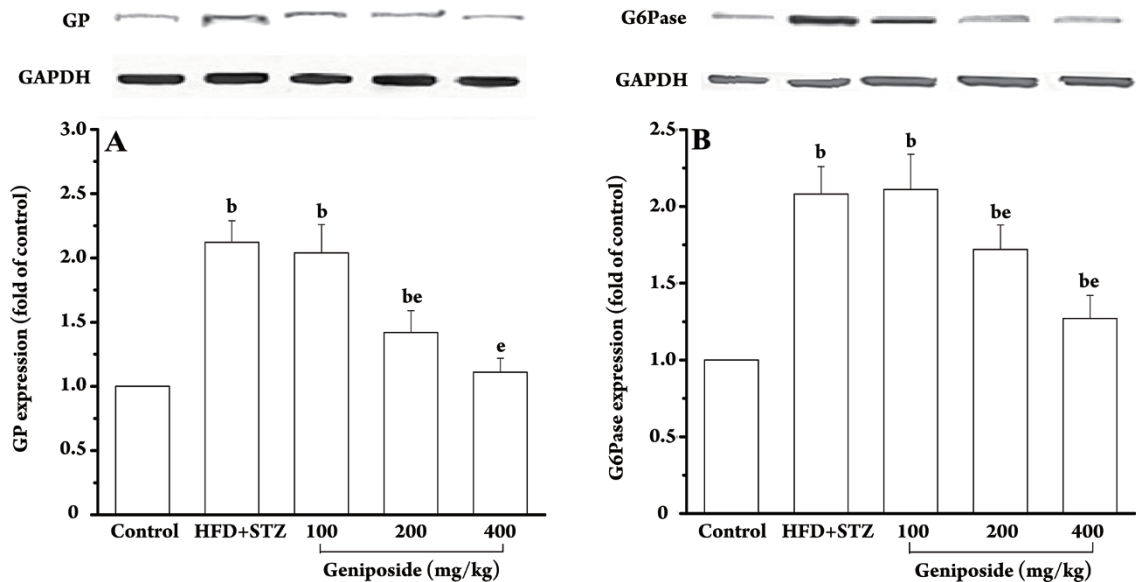 GP
GAPDH
A
GP expression (fold of control)
3.0
2.5
2.0
1.5
1.0
0.5
0
b
b
be
e
Control HFD+STZ 100 200 400
Geniposide (mg/kg)
G6Pase
GAPDH
B
G6Pase expression (fold of control)
2.5
2.0
1.5
1.0
0.5
0
b
b
be
be
Control HFD+STZ 100 200 400
Geniposide (mg/kg)